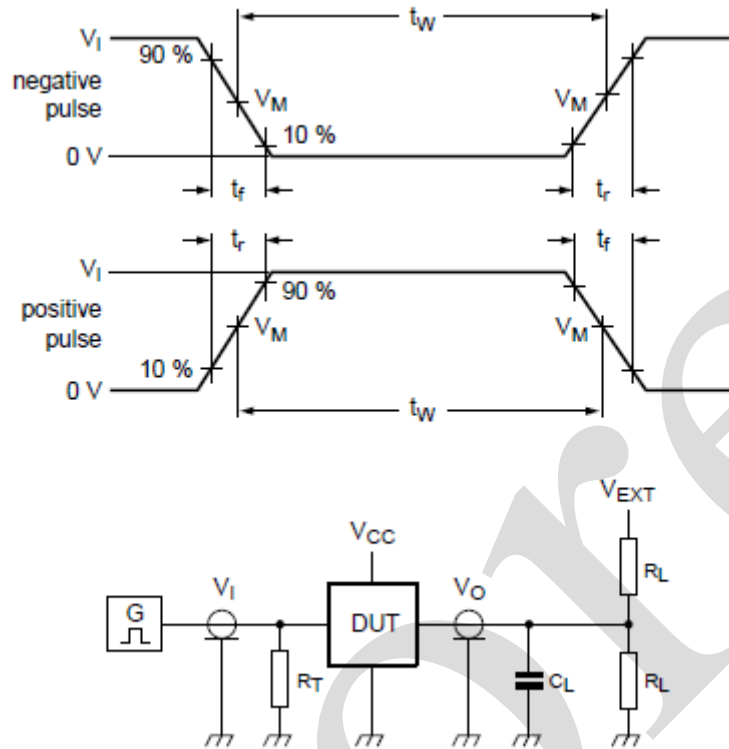 tW
VI
90 %
negative
pulse
VM
VM
10 %
0 V
tf
tr
tr
tf
VI
90 %
positive
pulse
VM
VM
10 %
0 V
tW
VEXT
VCC
RL
VI
VO
G
DUT
RT
CL
RL